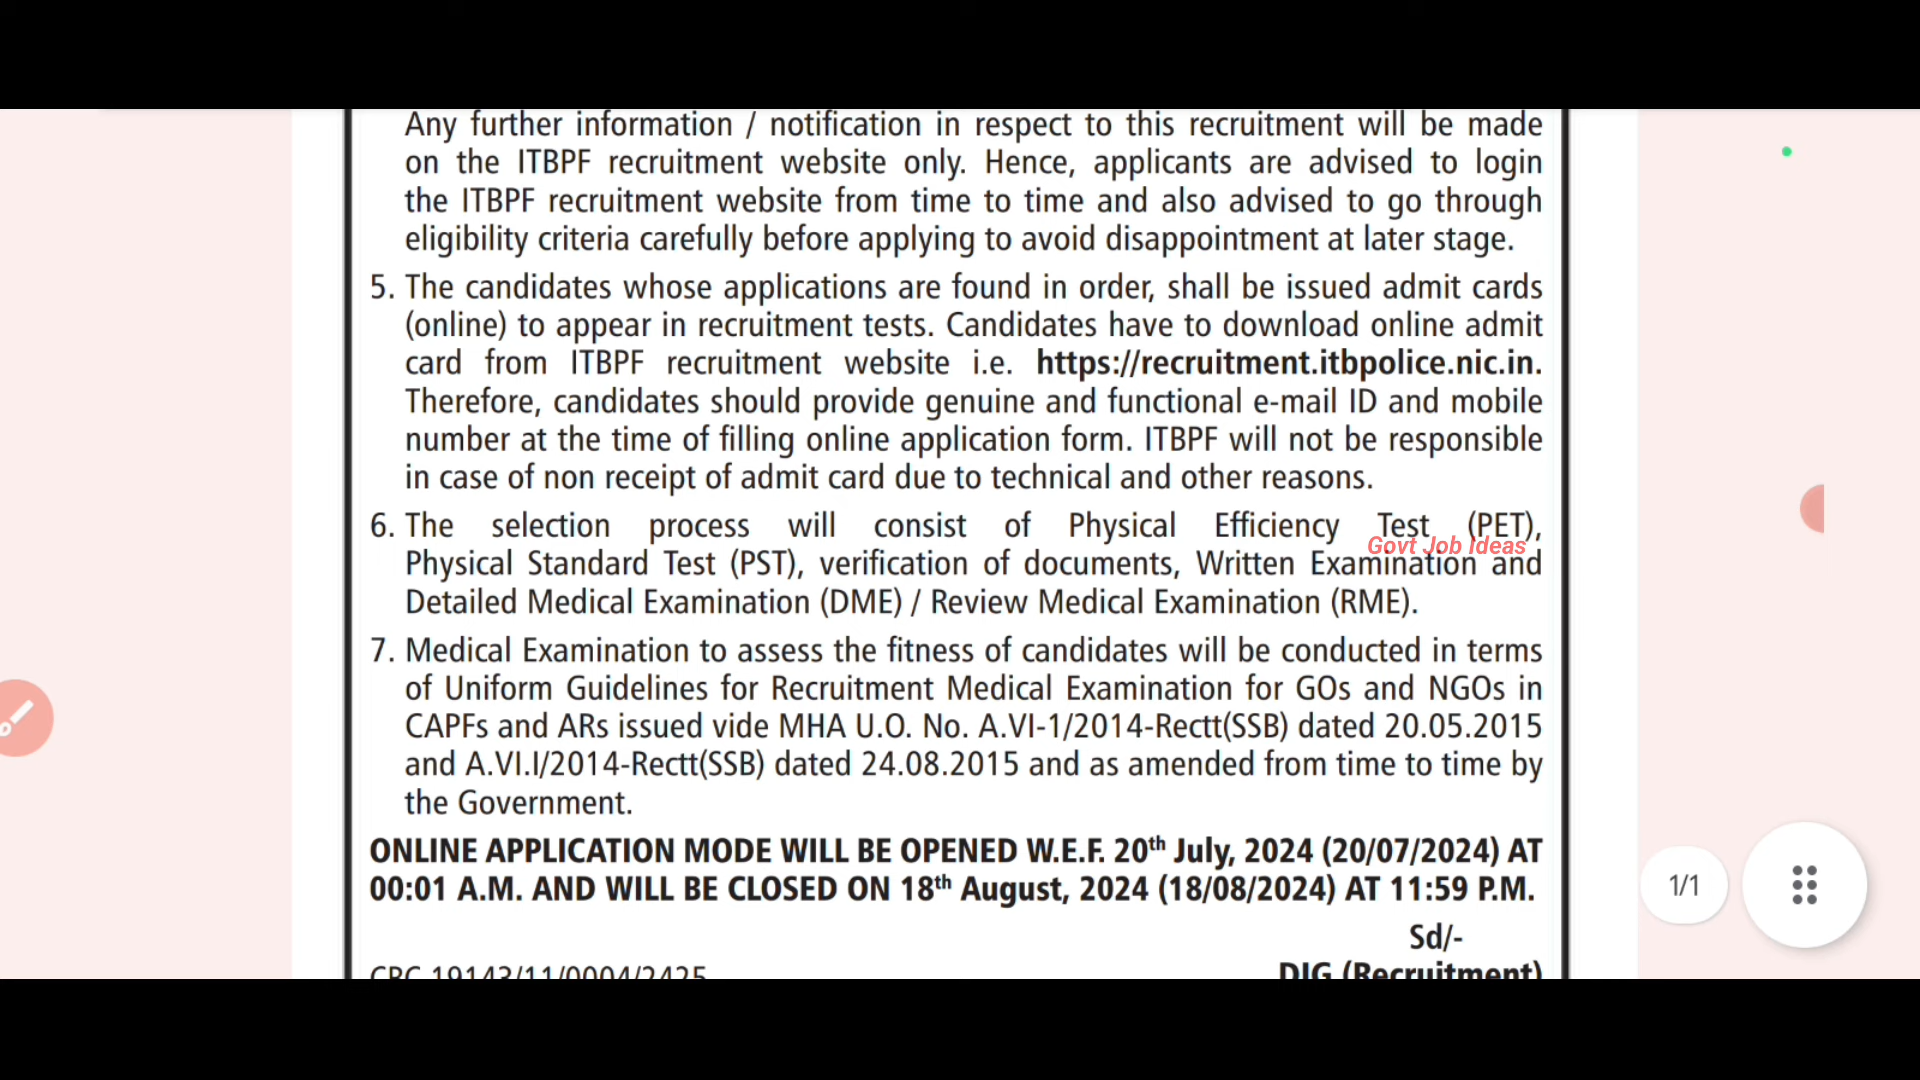 Any further information / notification in respect to this recruitment will be made
on the ITBPF recruitment website only. Hence, applicants are advised to login
the ITBPF recruitment website from time to time and also advised to go through
eligibility criteria carefully before applying to avoid disappointment at later stage.
5. The candidates whose applications are found in order, shall be issued admit cards
(online) to appear in recruitment tests. Candidates have to download online admit
card from ITBPF recruitment website i.e. https://recruitment.itbpolice.nic.in.
Therefore, candidates should provide genuine and functional e-mail ID and mobile
number at the time of filling online application form. ITBPF will not be responsible
in case of non receipt of admit card due to technical and other reasons.
6. The selection process will consist of Physical Efficiency Test (PET),
Govt Job Ideas
Physical Standard Test (PST), verification of documents, Written Examination and
Detailed Medical Examination (DME) / Review Medical Examination (RME).
7. Medical Examination to assess the fitness of candidates will be conducted in terms
of Uniform Guidelines for Recruitment Medical Examination for GOs and NGOs in
CAPFs and ARs issued vide MHA U.O. No. A.VI-1/2014-Rectt(SSB) dated 20.05.2015
and A.VI.I/2014-Rectt(SSB) dated 24.08.2015 and as amended from time to time by
the Government.
ONLINE APPLICATION MODE WILL BE OPENED W.E.F. 20th July, 2024 (20/07/2024) AT
00:01 A.M. AND WILL BE CLOSED ON 18th August, 2024 (18/08/2024) AT 11:59 P.M.
1/1
Sd/-
CBC 19143/11/0004/2425
DIG (Recruitment)